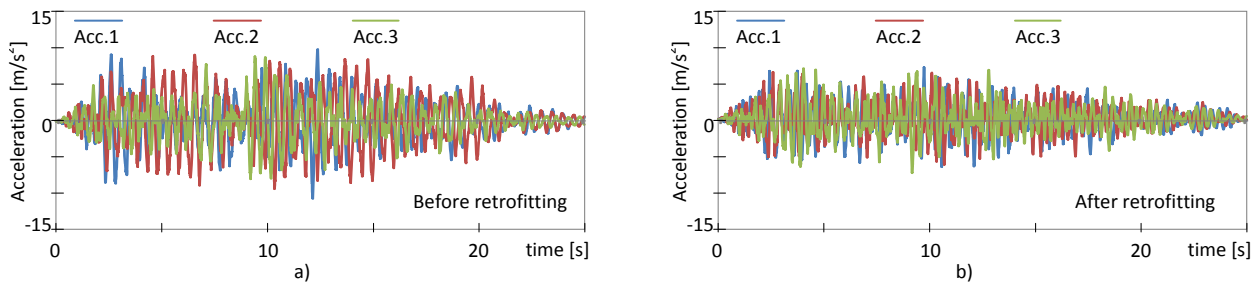 15
Acc.1 Acc.2 Acc.3
Acceleration [m/s²]
0
Before retrofitting
-15
0 10 20 time [s]
a)
15
Acc.1 Acc.2 Acc.3
Acceleration [m/s²]
0
After retrofitting
-15
0 10 20 time [s]
b)